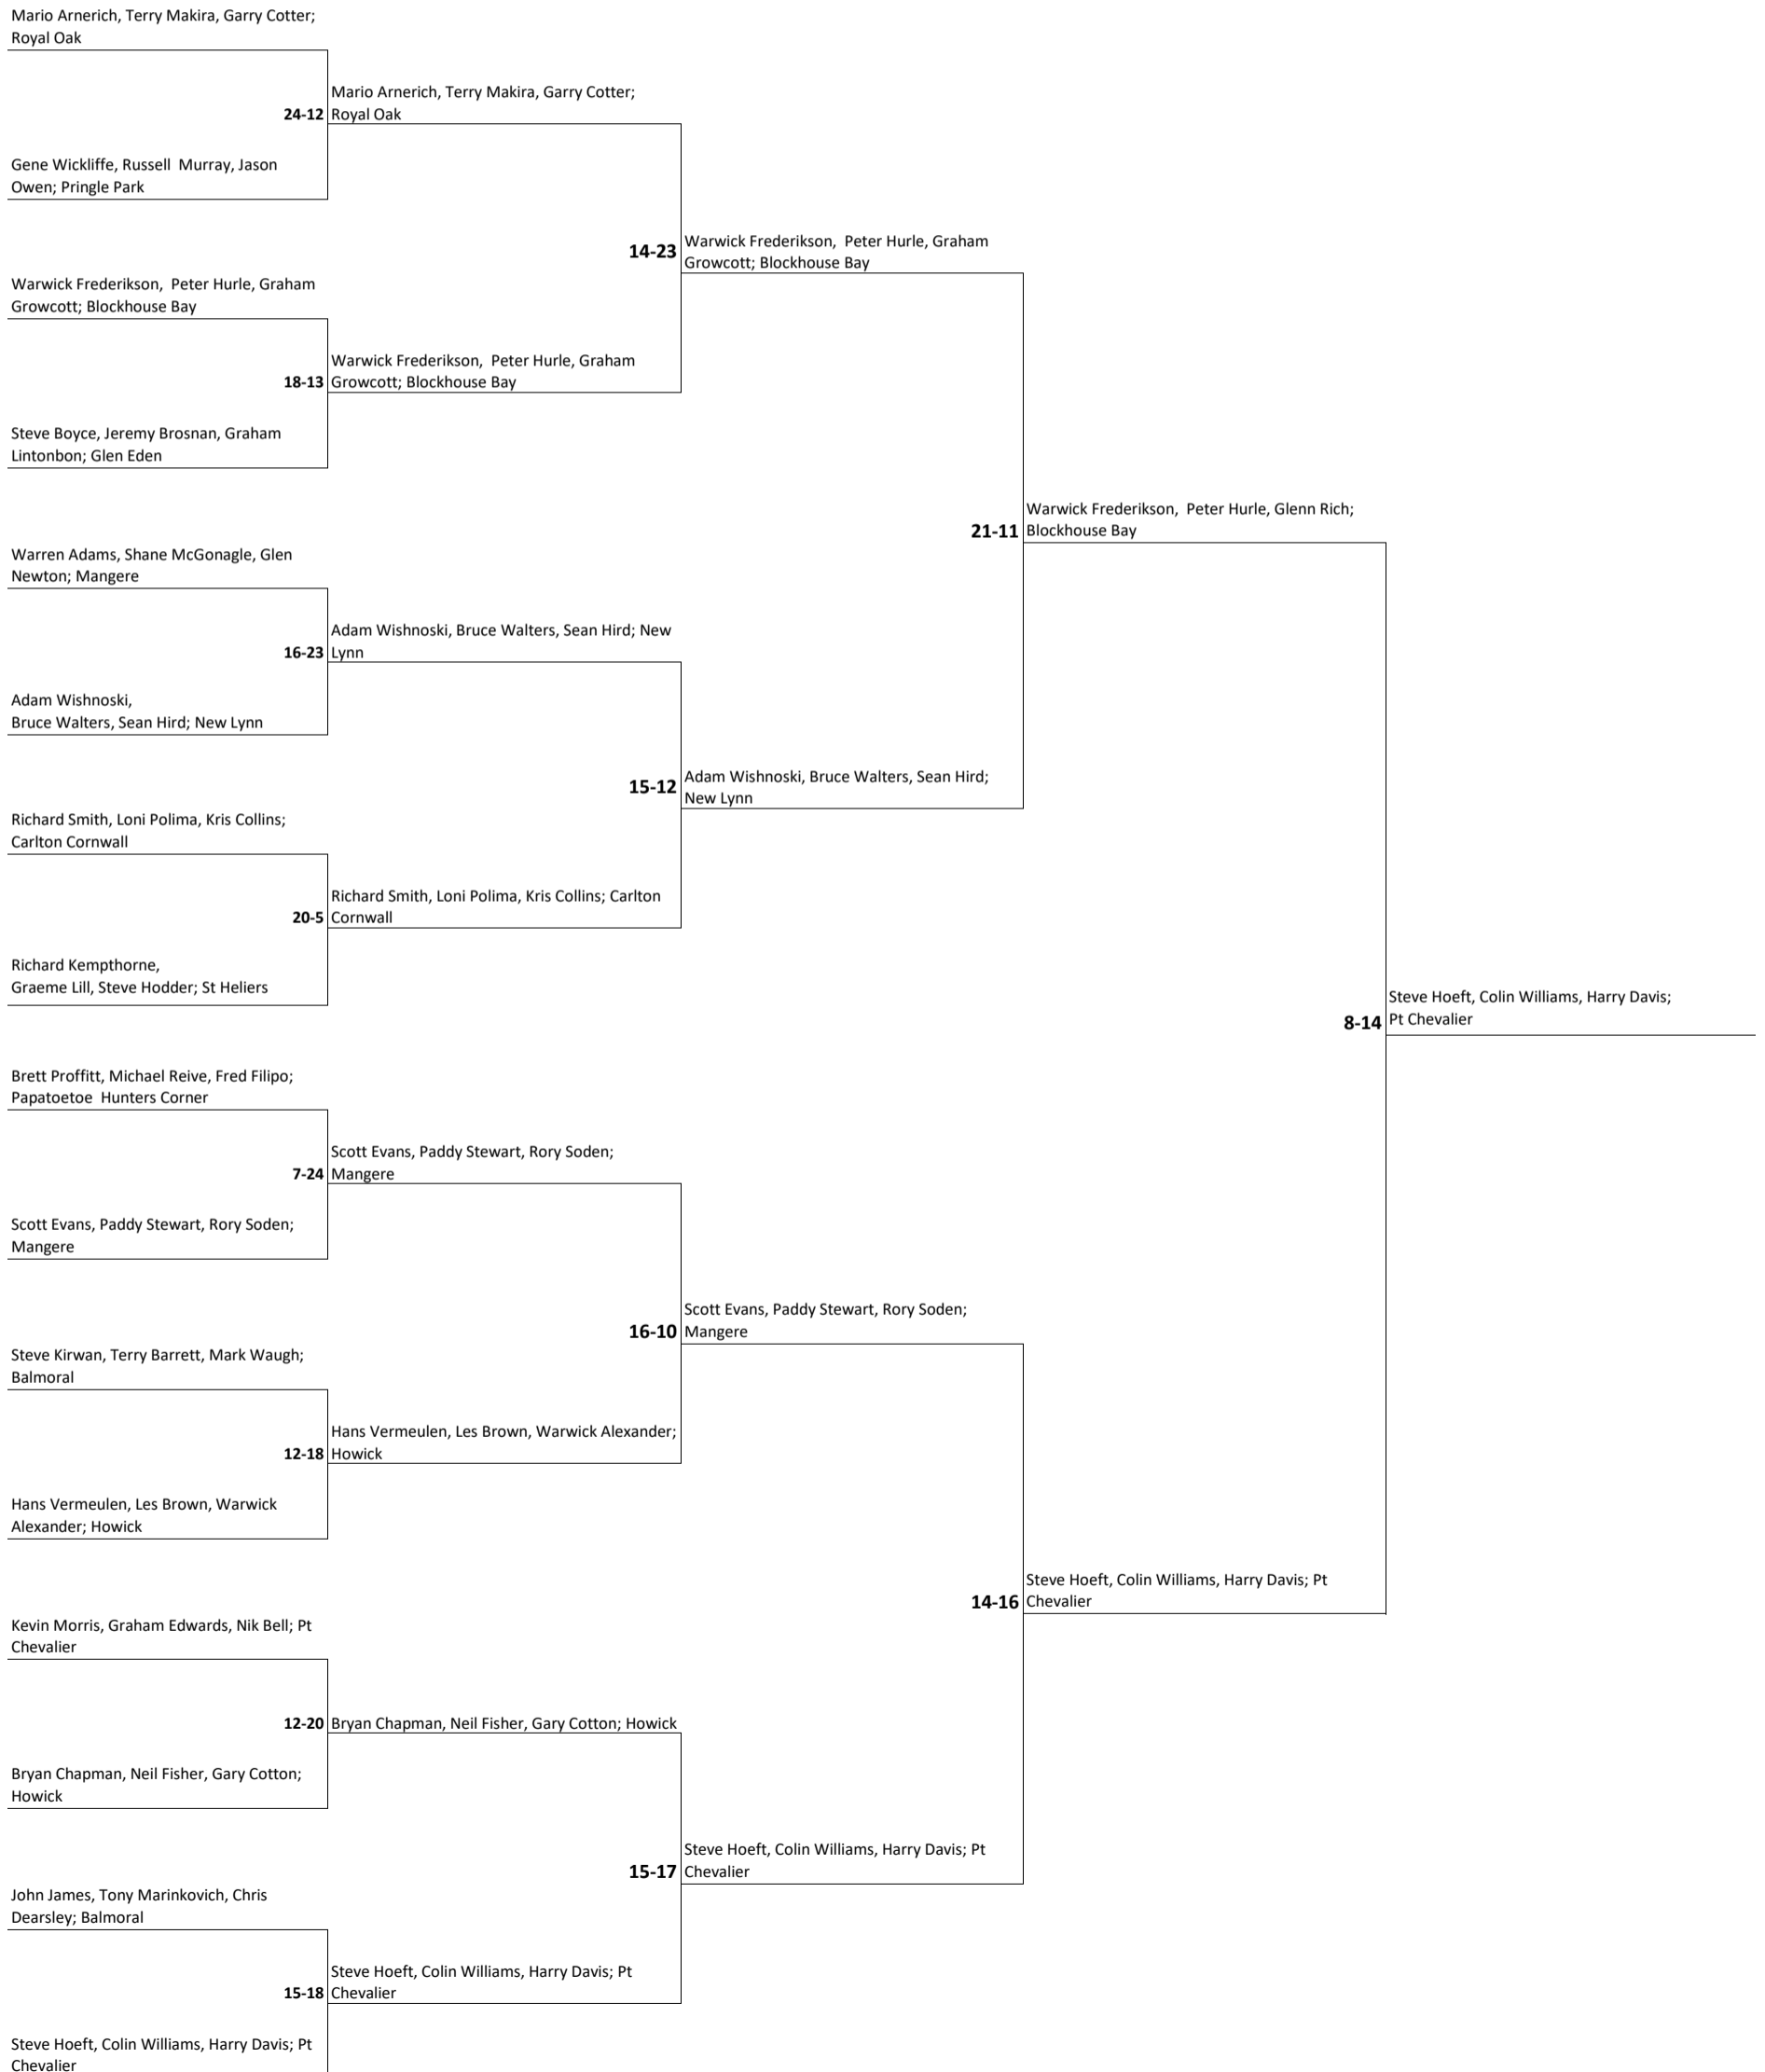 Mario Arnerich, Terry Makira, Garry Cotter;
Royal Oak
24-12
Mario Arnerich, Terry Makira, Garry Cotter;
Royal Oak
Gene Wickliffe, Russell  Murray, Jason
Owen; Pringle Park
14-23
Warwick Frederikson,  Peter Hurle, Graham
Growcott; Blockhouse Bay
Warwick Frederikson,  Peter Hurle, Graham
Growcott; Blockhouse Bay
18-13
Warwick Frederikson,  Peter Hurle, Graham
Growcott; Blockhouse Bay
Steve Boyce, Jeremy Brosnan, Graham
Lintonbon; Glen Eden
21-11
Warwick Frederikson,  Peter Hurle, Glenn Rich;
Blockhouse Bay
Warren Adams, Shane McGonagle, Glen
Newton; Mangere
16-23
Adam Wishnoski, Bruce Walters, Sean Hird; New
Lynn
Adam Wishnoski,
Bruce Walters, Sean Hird; New Lynn
15-12
Adam Wishnoski, Bruce Walters, Sean Hird;
New Lynn
Richard Smith, Loni Polima, Kris Collins;
Carlton Cornwall
20-5
Richard Smith, Loni Polima, Kris Collins; Carlton
Cornwall
Richard Kempthorne,
Graeme Lill, Steve Hodder; St Heliers
8-14
Steve Hoeft, Colin Williams, Harry Davis;
Pt Chevalier
Brett Proffitt, Michael Reive, Fred Filipo;
Papatoetoe  Hunters Corner
7-24
Scott Evans, Paddy Stewart, Rory Soden;
Mangere
Scott Evans, Paddy Stewart, Rory Soden;
Mangere
16-10
Scott Evans, Paddy Stewart, Rory Soden;
Mangere
Steve Kirwan, Terry Barrett, Mark Waugh;
Balmoral
12-18
Hans Vermeulen, Les Brown, Warwick Alexander;
Howick
Hans Vermeulen, Les Brown, Warwick
Alexander; Howick
14-16
Steve Hoeft, Colin Williams, Harry Davis; Pt
Chevalier
Kevin Morris, Graham Edwards, Nik Bell; Pt
Chevalier
12-20
Bryan Chapman, Neil Fisher, Gary Cotton; Howick
Bryan Chapman, Neil Fisher, Gary Cotton;
Howick
15-17
Steve Hoeft, Colin Williams, Harry Davis; Pt
Chevalier
John James, Tony Marinkovich, Chris
Dearsley; Balmoral
15-18
Steve Hoeft, Colin Williams, Harry Davis; Pt
Chevalier
Steve Hoeft, Colin Williams, Harry Davis; Pt
Chevalier